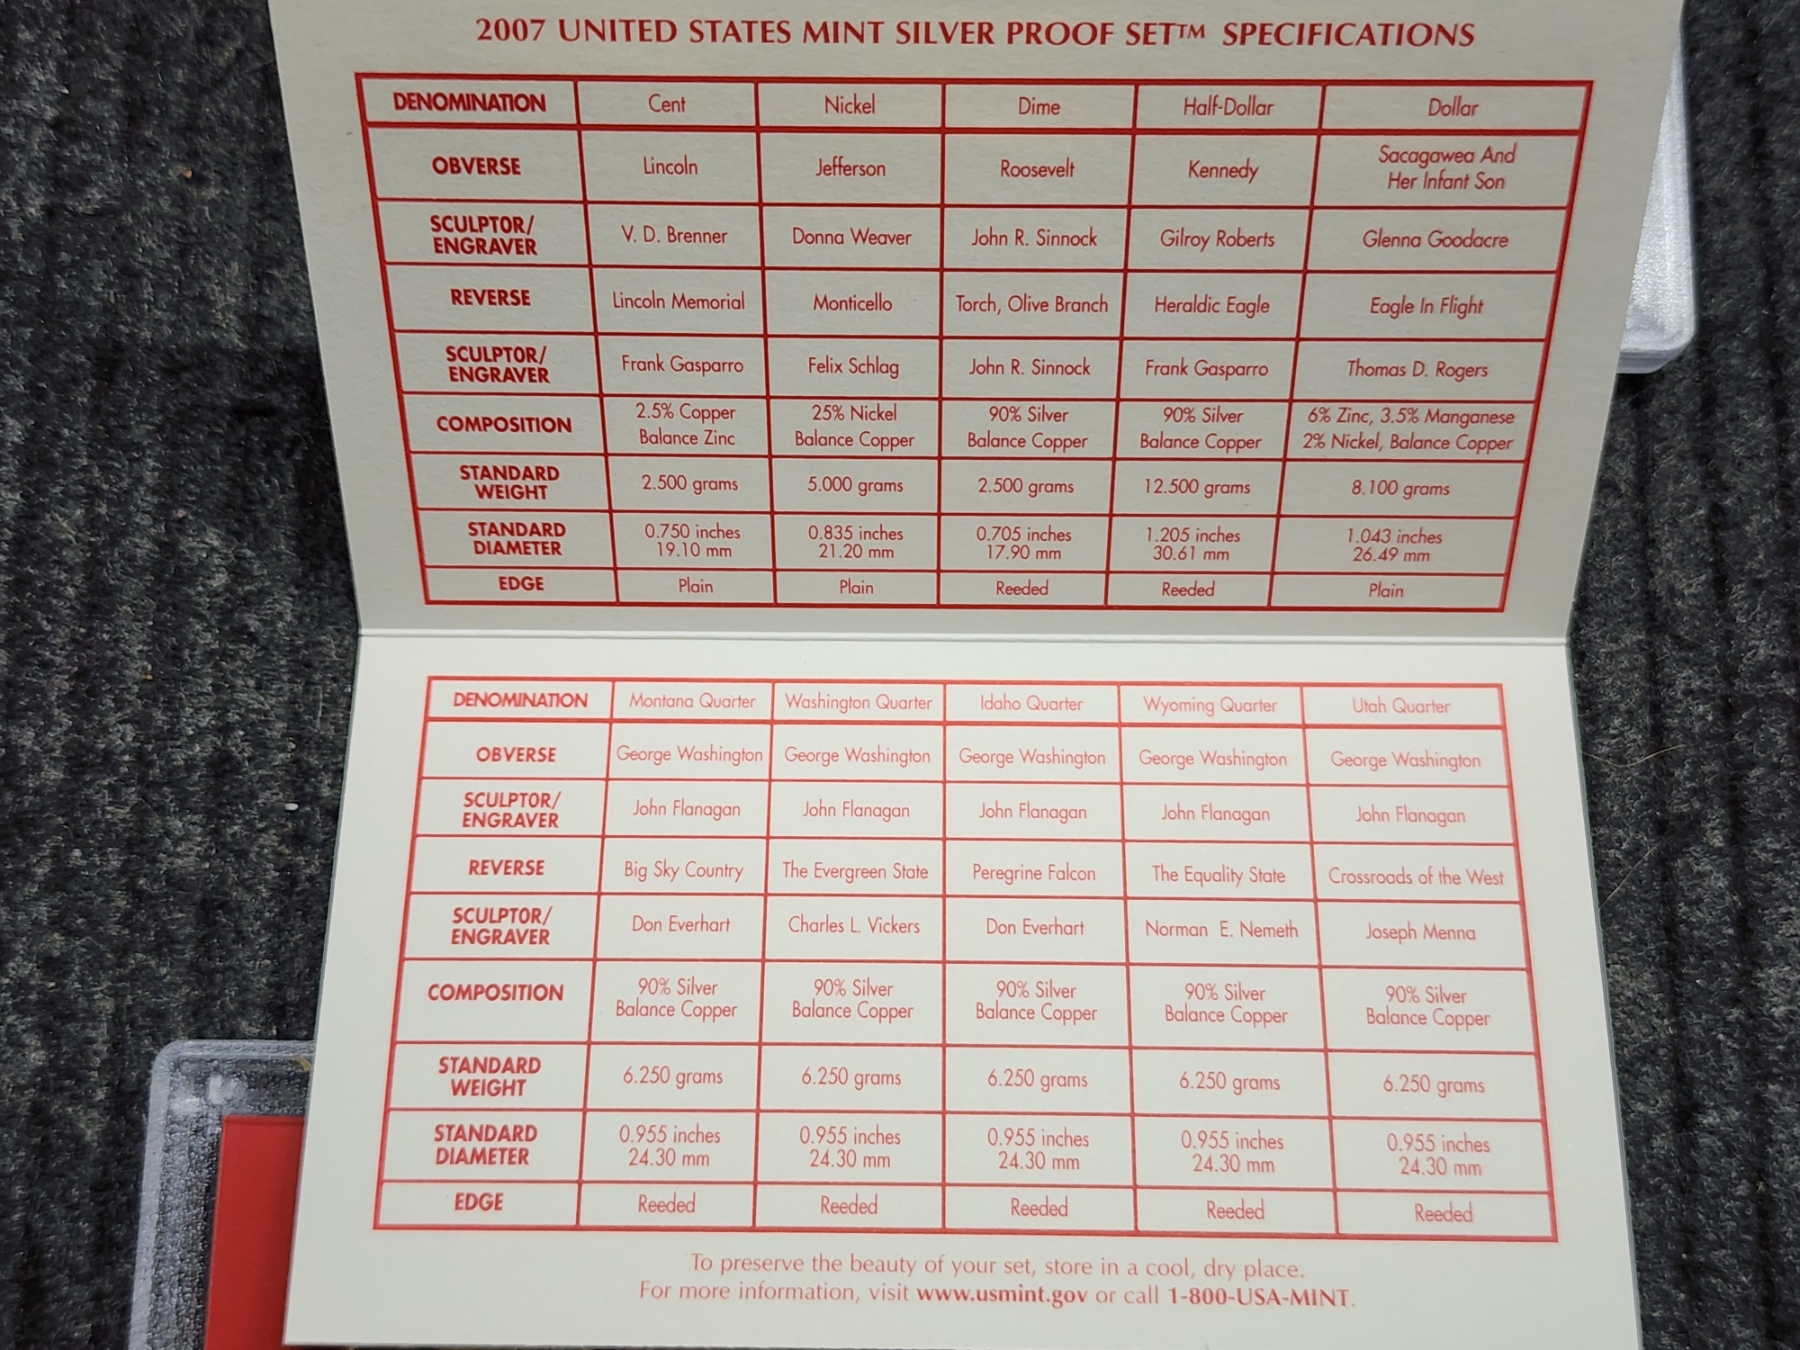 2007 UNITED STATES MINT SILVER PROOF SET™ SPECIFICATIONS
DENOMINATION Cent Nickel Dime Half-Dollar Dollar
OBVERSE Lincoln Jefferson Roosevelt Kennedy Sacagawea And
Her Infant Son
SCULPTOR/
ENGRAVER V. D. Brenner Donna Weaver John R. Sinnock Gilroy Roberts Glenna Goodacre
REVERSE Lincoln Memorial Monticello Torch, Olive Branch Heraldic Eagle Eagle In Flight
SCULPTOR/
ENGRAVER Frank Gasparro Felix Schlag John R. Sinnock Frank Gasparro Thomas D. Rogers
COMPOSITION 2.5% Copper 25% Nickel 90% Silver 90% Silver 6% Zinc, 3.5% Manganese
Balance Zinc Balance Copper Balance Copper Balance Copper 2% Nickel, Balance Copper
STANDARD
WEIGHT 2.500 grams 5.000 grams 2.500 grams 12.500 grams 8.100 grams
STANDARD 0.750 inches 0.835 inches 0.705 inches 1.205 inches 1.043 inches
DIAMETER 19.10 mm 21.20 mm 17.90 mm 30.61 mm 26.49 mm
EDGE Plain Plain Reeded Reeded Plain
DENOMINATION Montana Quarter Washington Quarter Idaho Quarter Wyoming Quarter Utah Quarter
OBVERSE George Washington George Washington George Washington George Washington George Washington
SCULPTOR/
ENGRAVER John Flanagan John Flanagan John Flanagan John Flanagan John Flanagan
REVERSE Big Sky Country The Evergreen State Peregrine Falcon The Equality State Crossroads of the West
SCULPTOR/
ENGRAVER Don Everhart Charles L. Vickers Don Everhart Norman E. Nemeth Joseph Menna
COMPOSITION 90% Silver 90% Silver 90% Silver 90% Silver 90% Silver
Balance Copper Balance Copper Balance Copper Balance Copper Balance Copper
STANDARD
WEIGHT 6.250 grams 6.250 grams 6.250 grams 6.250 grams 6.250 grams
STANDARD 0.955 inches 0.955 inches 0.955 inches 0.955 inches 0.955 inches
DIAMETER 24.30 mm 24.30 mm 24.30 mm 24.30 mm 24.30 mm
EDGE Reeded Reeded Reeded Reeded Reeded
To preserve the beauty of your set, store in a cool, dry place.
For more information, visit www.usmint.gov or call 1-800-USA-MINT.